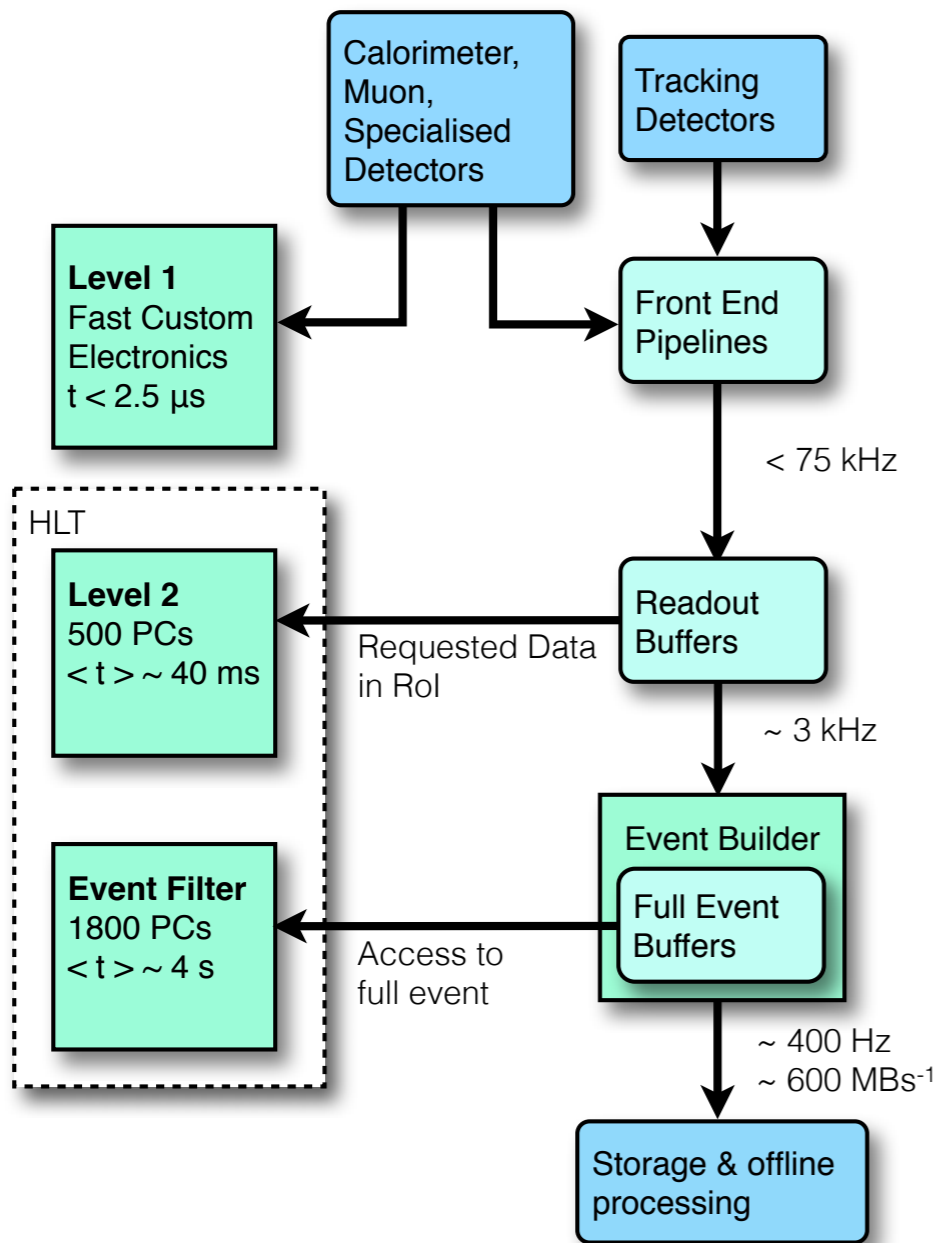 Calorimeter,
Muon,
Specialised
Detectors
Tracking
Detectors
Level 1
Fast Custom
Electronics
t < 2.5 µs
Front End
Pipelines
< 75 kHz
HLT
Level 2
500 PCs
< t > ~ 40 ms
Requested Data
in RoI
Readout
Buffers
~ 3 kHz
Event Builder
Full Event
Buffers
Event Filter
1800 PCs
< t > ~ 4 s
Access to
full event
~ 400 Hz
~ 600 MBs⁻¹
Storage & offline
processing